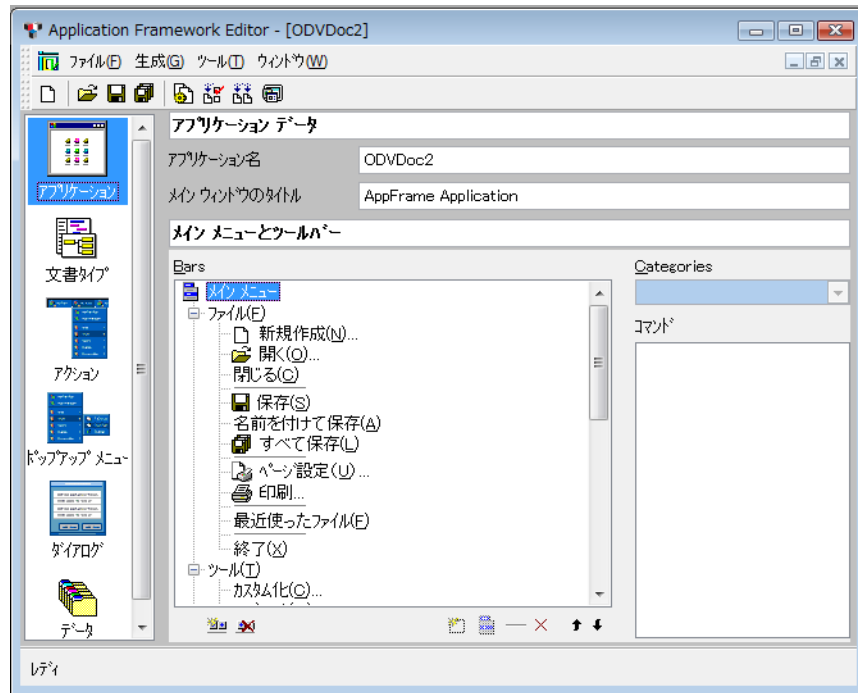 Application Framework Editor - [ODVDoc2]
ﾌｧｲﾙ(F) 生成(G) ﾂｰﾙ(T) ｳｨﾝﾄﾞｳ(W)
アプリケーション
文書ﾀｲﾌﾟ
ｱｸｼｮﾝ
ﾎﾟｯﾌﾟｱｯﾌﾟ ﾒﾆｭｰ
ﾀﾞｲｱﾛｸﾞ
ﾃﾞｰﾀ
ｱﾌﾟﾘｹｰｼｮﾝ ﾃﾞｰﾀ
ｱﾌﾟﾘｹｰｼｮﾝ名 ODVDoc2
ﾒｲﾝ ｳｨﾝﾄﾞｳのﾀｲﾄﾙ AppFrame Application
ﾒｲﾝ ﾒﾆｭｰとﾂｰﾙﾊﾞｰ
Bars
ﾒｲﾝ ﾒﾆｭｰ
ﾌｧｲﾙ(F)
新規作成(N)...
開く(O)...
閉じる(C)
保存(S)
名前を付けて保存(A)
すべて保存(L)
ﾍﾟｰｼﾞ設定(U) ...
印刷...
最近使ったﾌｧｲﾙ(F)
終了(X)
ﾂｰﾙ(T)
ｶｽﾀﾑ化(C)...
Categories
ｺﾏﾝﾄﾞ
ﾚﾃﾞｨ